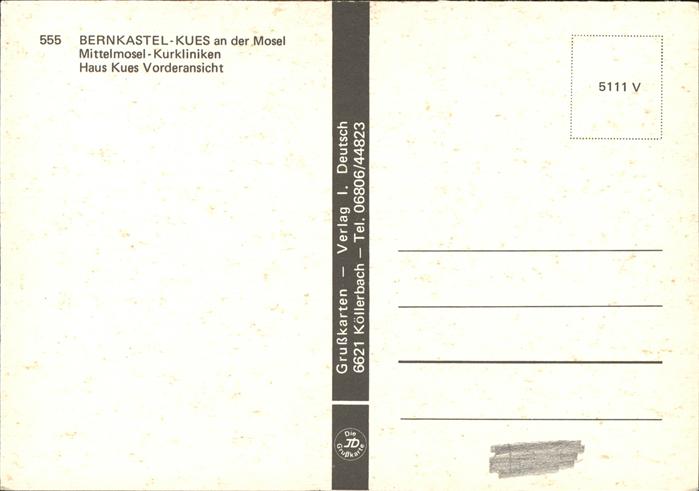 555 BERNKASTEL-KUES an der Mosel
Mittelmosel-Kurkliniken
Haus Kues Vorderansicht
Grußkarten — Verlag I. Deutsch
6621 Köllerbach — Tel. 06806/44823
Die
JD
Grußkarte
5111 V